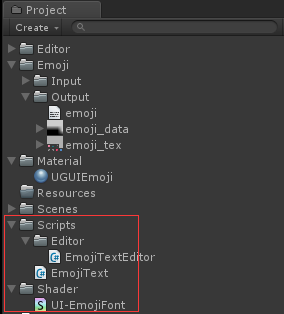 Project
Create
Editor
Emoji
Input
Output
emoji
emoji_data
emoji_tex
Material
UGUIEmoji
Resources
Scenes
Scripts
Editor
EmojiTextEditor
EmojiText
Shader
UI-EmojiFont